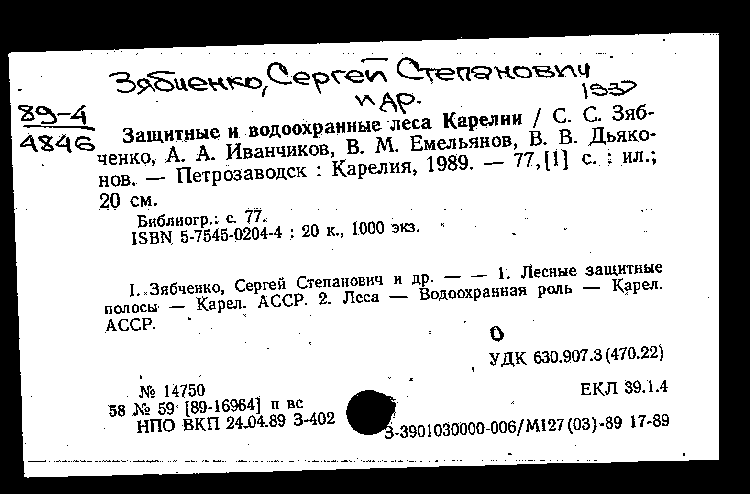 Зябченко, Сергей Степанович
и др.
1937
89-4
4846
Защитные и водоохранные леса Карелии / С. С. Зяб-
ченко, А. А. Иванчиков, В. М. Емельянов, В. В. Дьяко-
нов. — Петрозаводск : Карелия, 1989. — 77,[1] с. : ил.;
20 см.
Библиогр.: с. 77.
ISBN 5-7545-0204-4 : 20 к., 1000 экз.
I. Зябченко, Сергей Степанович и др. — — 1. Лесные защитные
полосы — Карел. АССР. 2. Леса — Водоохранная роль — Карел.
АССР.
0
УДК 630.907.3(470.22)
№ 14750
ЕКЛ 39.1.4
58 № 59 [89-16964] п вс
НПО ВКП 24.04.89 З-402
З-3901030000-006/М127(03)-89 17-89